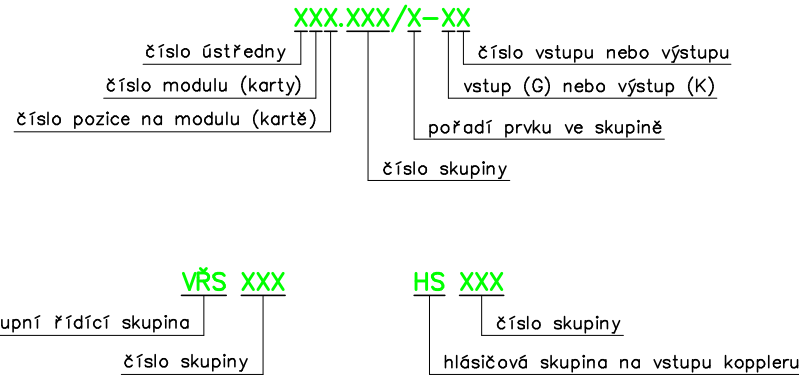 XXX.XXX/X-XX
číslo ústředny
číslo vstupu nebo výstupu
číslo modulu (karty)
vstup (G) nebo výstup (K)
číslo pozice na modulu (kartě)
pořadí prvku ve skupině
číslo skupiny
VŘS XXX
HS XXX
upní řídící skupina
číslo skupiny
číslo skupiny
hlásičová skupina na vstupu koppleru